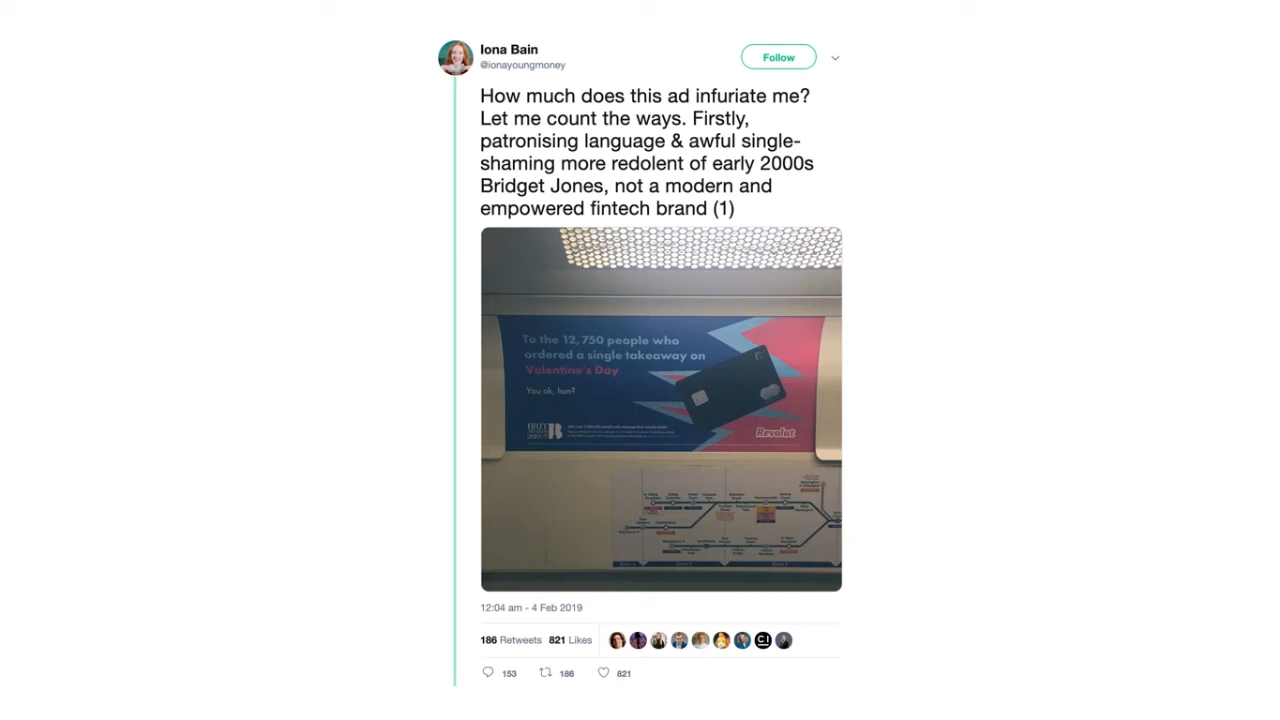 Iona Bain
@ionayoungmoney
Follow
How much does this ad infuriate me?
Let me count the ways. Firstly,
patronising language & awful single-
shaming more redolent of early 2000s
Bridget Jones, not a modern and
empowered fintech brand (1)
To the 12,750 people who
ordered a single takeaway on
Valentine's Day
You ok, hun?
BRIT
Revolut
12:04 am - 4 Feb 2019
186 Retweets 821 Likes
CI
153 186 821